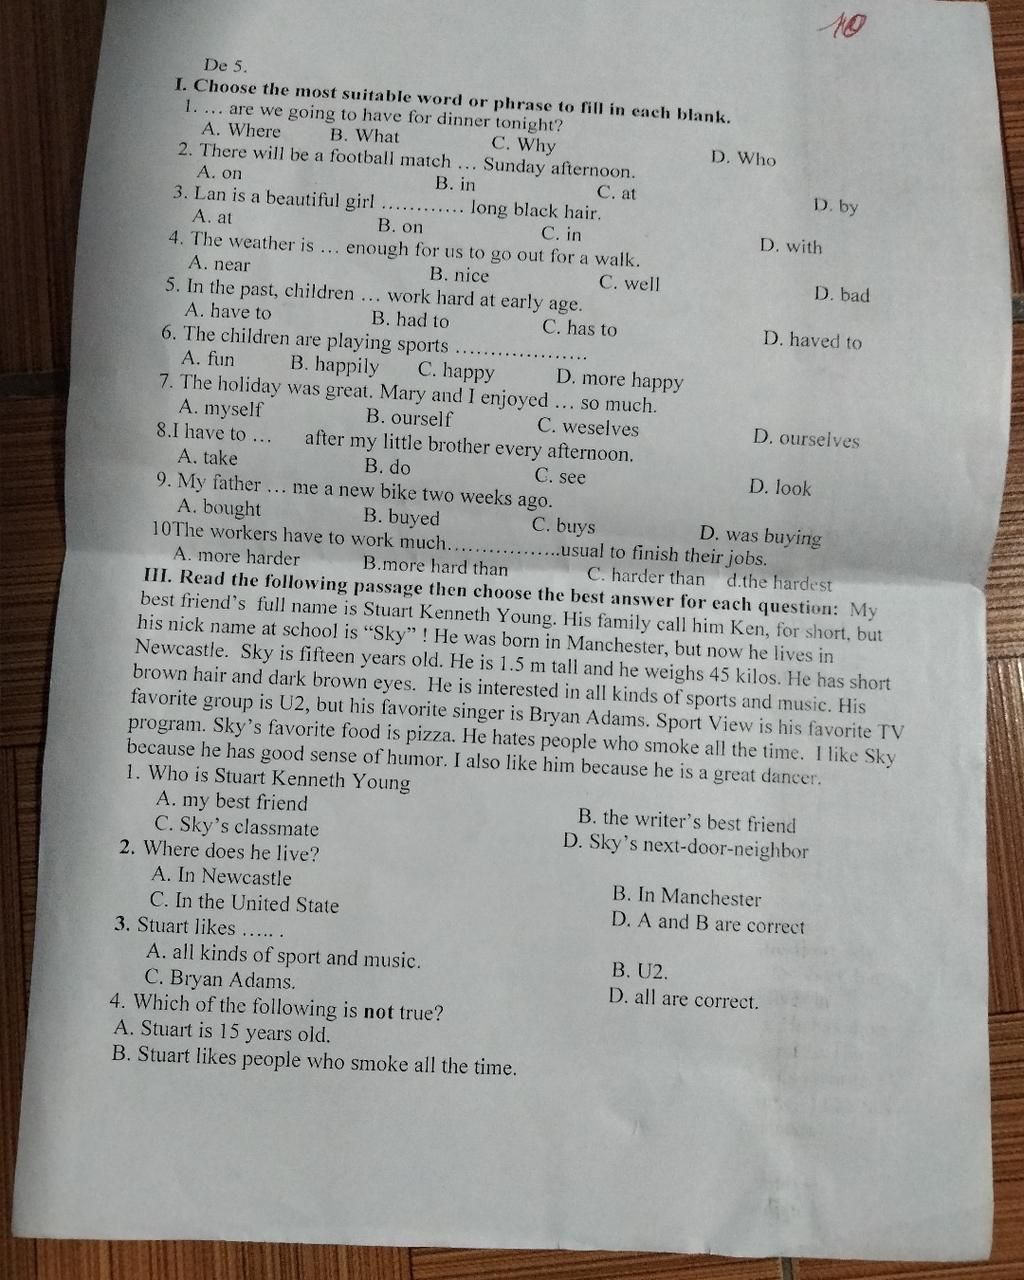 10
De 5.
I. Choose the most suitable word or phrase to fill in each blank.
1. ... are we going to have for dinner tonight?
A. Where B. What C. Why D. Who
2. There will be a football match ... Sunday afternoon.
A. on B. in C. at D. by
3. Lan is a beautiful girl ............ long black hair.
A. at B. on C. in D. with
4. The weather is ... enough for us to go out for a walk.
A. near B. nice C. well D. bad
5. In the past, children ... work hard at early age.
A. have to B. had to C. has to D. haved to
6. The children are playing sports ...................
A. fun B. happily C. happy D. more happy
7. The holiday was great. Mary and I enjoyed ... so much.
A. myself B. ourself C. weselves D. ourselves
8.I have to ... after my little brother every afternoon.
A. take B. do C. see D. look
9. My father ... me a new bike two weeks ago.
A. bought B. buyed C. buys D. was buying
10The workers have to work much................usual to finish their jobs.
A. more harder B.more hard than C. harder than d.the hardest
III. Read the following passage then choose the best answer for each question: My
best friend's full name is Stuart Kenneth Young. His family call him Ken, for short, but
his nick name at school is “Sky” ! He was born in Manchester, but now he lives in
Newcastle. Sky is fifteen years old. He is 1.5 m tall and he weighs 45 kilos. He has short
brown hair and dark brown eyes. He is interested in all kinds of sports and music. His
favorite group is U2, but his favorite singer is Bryan Adams. Sport View is his favorite TV
program. Sky's favorite food is pizza. He hates people who smoke all the time. I like Sky
because he has good sense of humor. I also like him because he is a great dancer.
1. Who is Stuart Kenneth Young
A. my best friend B. the writer's best friend
C. Sky's classmate D. Sky's next-door-neighbor
2. Where does he live?
A. In Newcastle B. In Manchester
C. In the United State D. A and B are correct
3. Stuart likes ...... .
A. all kinds of sport and music. B. U2.
C. Bryan Adams. D. all are correct.
4. Which of the following is not true?
A. Stuart is 15 years old.
B. Stuart likes people who smoke all the time.